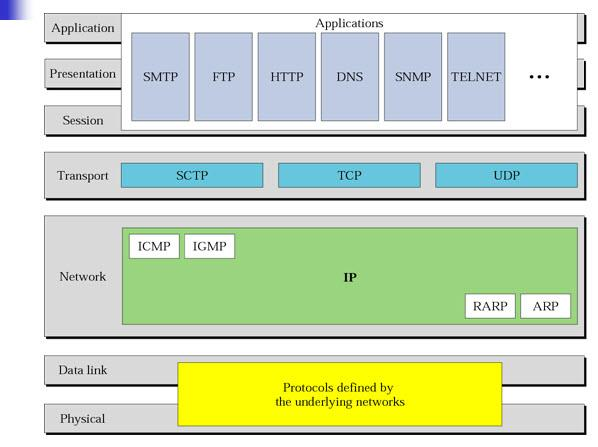 Application
Applications
Presentation
SMTP FTP HTTP DNS SNMP TELNET ...
Session
Transport
SCTP TCP UDP
Network
ICMP IGMP
IP
RARP ARP
Data link
Protocols defined by
the underlying networks
Physical